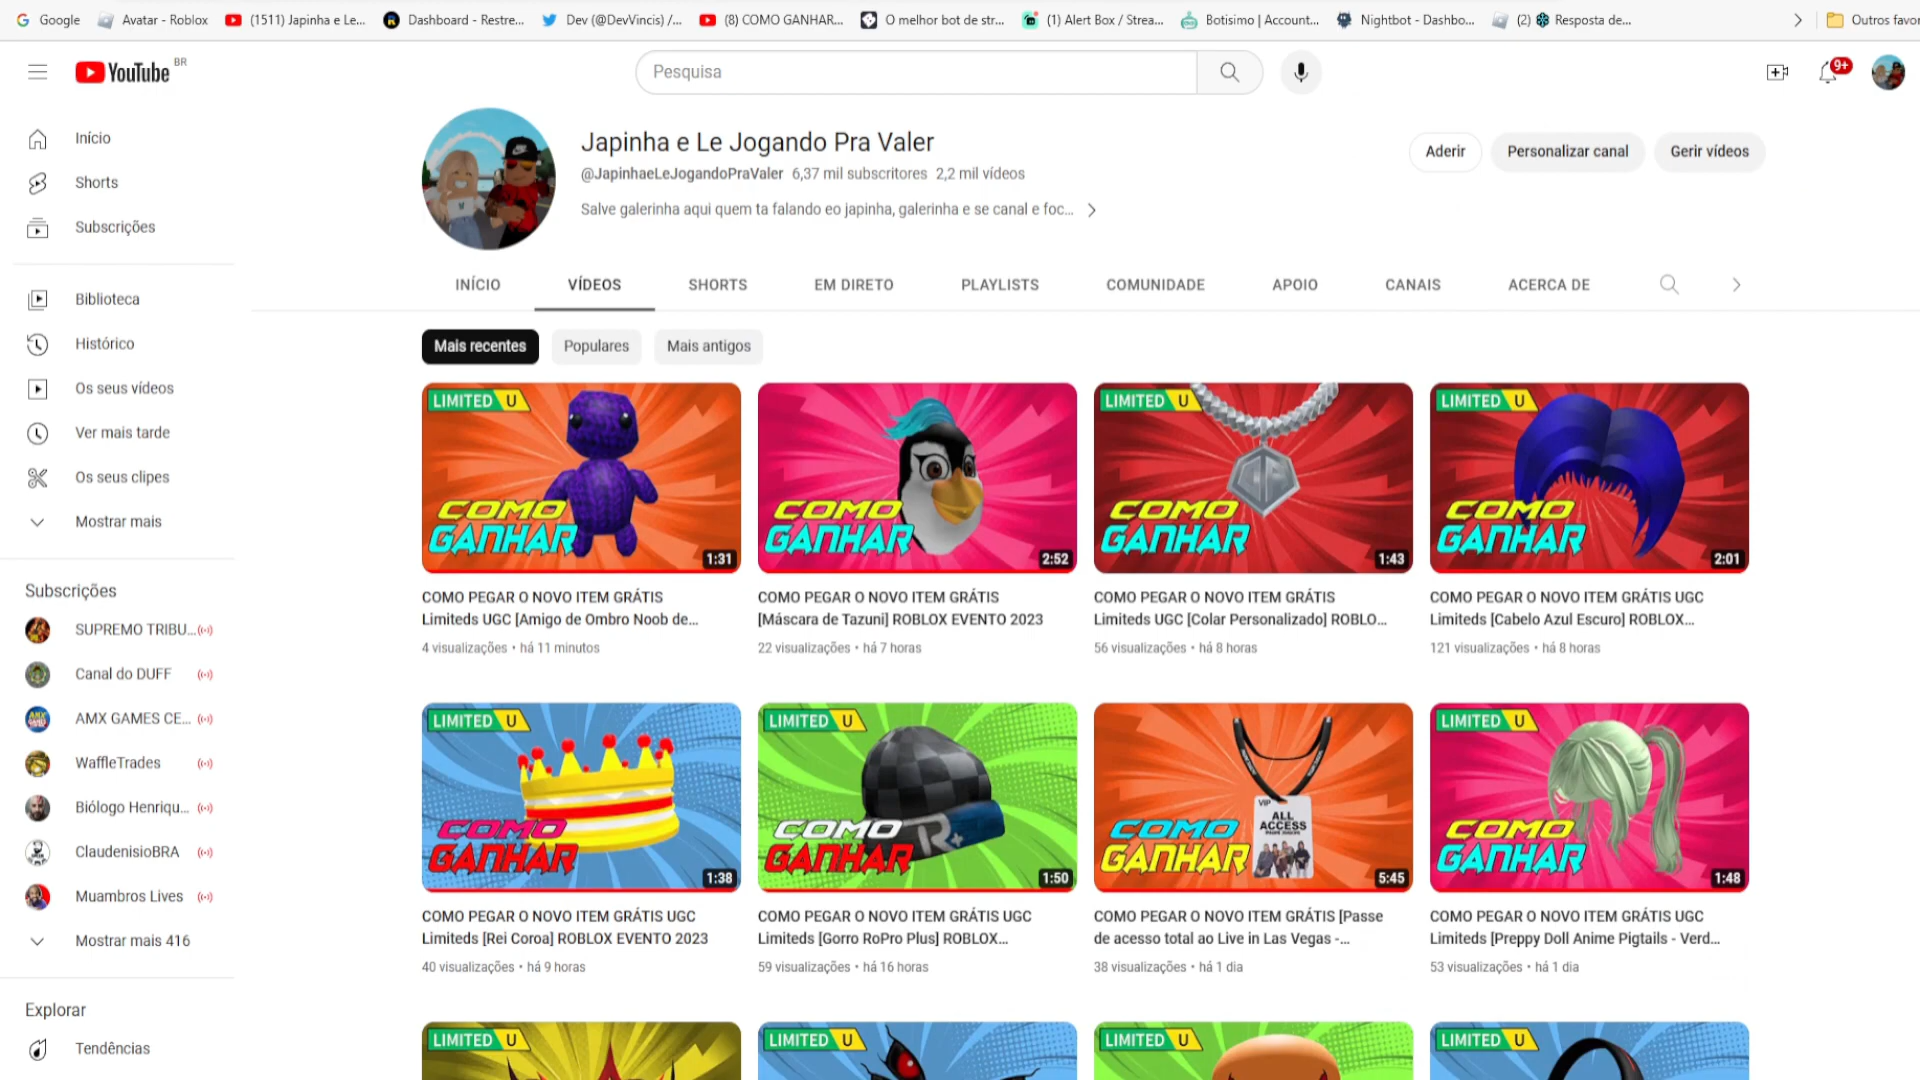 Google
Avatar - Roblox
(1511) Japinha e Le...
Dashboard - Restre...
Dev (@DevVincis) /...
(8) COMO GANHAR...
O melhor bot de str...
(1) Alert Box / Strea...
Botisimo | Account...
Nightbot - Dashbo...
(2) Resposta de...
Outros favor
YouTube BR
Pesquisa
9+
Início
Shorts
Subscrições
Biblioteca
Histórico
Os seus vídeos
Ver mais tarde
Os seus clipes
Mostrar mais
Subscrições
SUPREMO TRIBU...
Canal do DUFF
AMX GAMES CE...
WaffleTrades
Biólogo Henriqu...
ClaudenisioBRA
Muambros Lives
Mostrar mais 416
Explorar
Tendências
Japinha e Le Jogando Pra Valer
@JapinhaeLeJogandoPraValer 6,37 mil subscritores 2,2 mil vídeos
Salve galerinha aqui quem ta falando eo japinha, galerinha e se canal e foc...
Aderir
Personalizar canal
Gerir vídeos
INÍCIO
VÍDEOS
SHORTS
EM DIRETO
PLAYLISTS
COMUNIDADE
APOIO
CANAIS
ACERCA DE
Mais recentes
Populares
Mais antigos
LIMITED U
COMO
GANHAR
1:31
COMO PEGAR O NOVO ITEM GRÁTIS
Limiteds UGC [Amigo de Ombro Noob de...
4 visualizações • há 11 minutos
COMO
GANHAR
2:52
COMO PEGAR O NOVO ITEM GRÁTIS
[Máscara de Tazuni] ROBLOX EVENTO 2023
22 visualizações • há 7 horas
LIMITED U
COMO
GANHAR
1:43
COMO PEGAR O NOVO ITEM GRÁTIS
Limiteds UGC [Colar Personalizado] ROBLO...
56 visualizações • há 8 horas
LIMITED U
COMO
GANHAR
2:01
COMO PEGAR O NOVO ITEM GRÁTIS UGC
Limiteds [Cabelo Azul Escuro] ROBLOX...
121 visualizações • há 8 horas
LIMITED U
COMO
GANHAR
1:38
COMO PEGAR O NOVO ITEM GRÁTIS UGC
Limiteds [Rei Coroa] ROBLOX EVENTO 2023
40 visualizações • há 9 horas
LIMITED U
R+
COMO
GANHAR
1:50
COMO PEGAR O NOVO ITEM GRÁTIS UGC
Limiteds [Gorro RoPro Plus] ROBLOX...
59 visualizações • há 16 horas
VIP
ALL
ACCESS
COMO
GANHAR
5:45
COMO PEGAR O NOVO ITEM GRÁTIS [Passe
de acesso total ao Live in Las Vegas -...
38 visualizações • há 1 dia
LIMITED U
COMO
GANHAR
1:48
COMO PEGAR O NOVO ITEM GRÁTIS UGC
Limiteds [Preppy Doll Anime Pigtails - Verd...
53 visualizações • há 1 dia
LIMITED U
LIMITED U
LIMITED U
LIMITED U